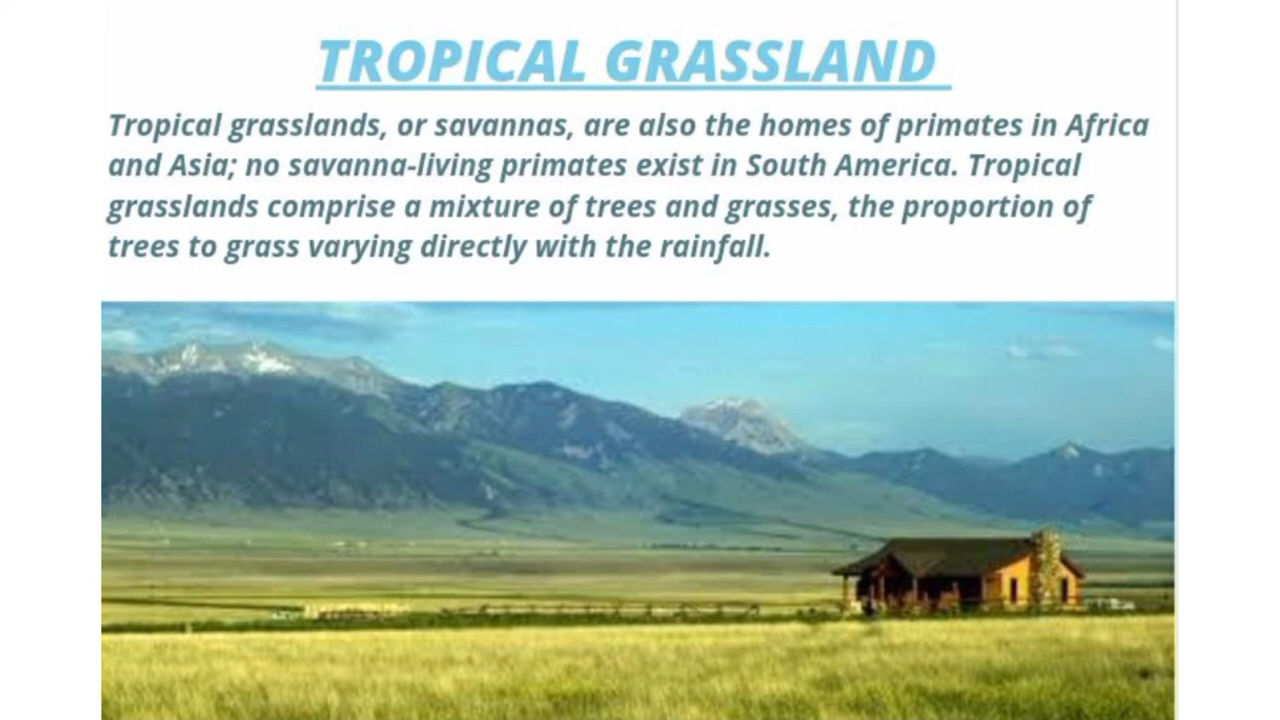 TROPICAL GRASSLAND
Tropical grasslands, or savannas, are also the homes of primates in Africa
and Asia; no savanna-living primates exist in South America. Tropical
grasslands comprise a mixture of trees and grasses, the proportion of
trees to grass varying directly with the rainfall.